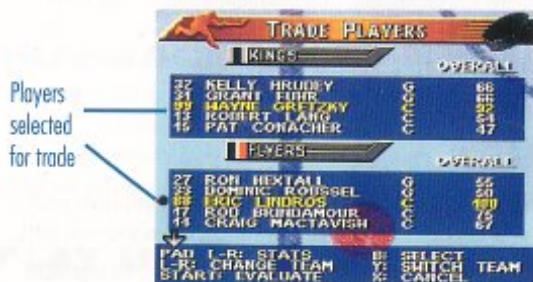 TRADE PLAYERS
KINGS
OVERALL
32 KELLY HRUDEY G 66
31 GRANT FUHR G 66
99 WAYNE GRETZKY C 92
13 ROBERT LANG C 54
15 PAT CONACHER C 47
Players
selected
for trade
FLYERS
OVERALL
27 RON HEXTALL G 55
33 DOMINIC ROUSSEL G 50
88 ERIC LINDROS C 100
17 ROD BRINDAMOUR C 75
14 CRAIG MACTAVISH C 67
PAD L-R: STATS B: SELECT
L-R: CHANGE TEAM Y: SWITCH TEAM
START: EVALUATE X: CANCEL